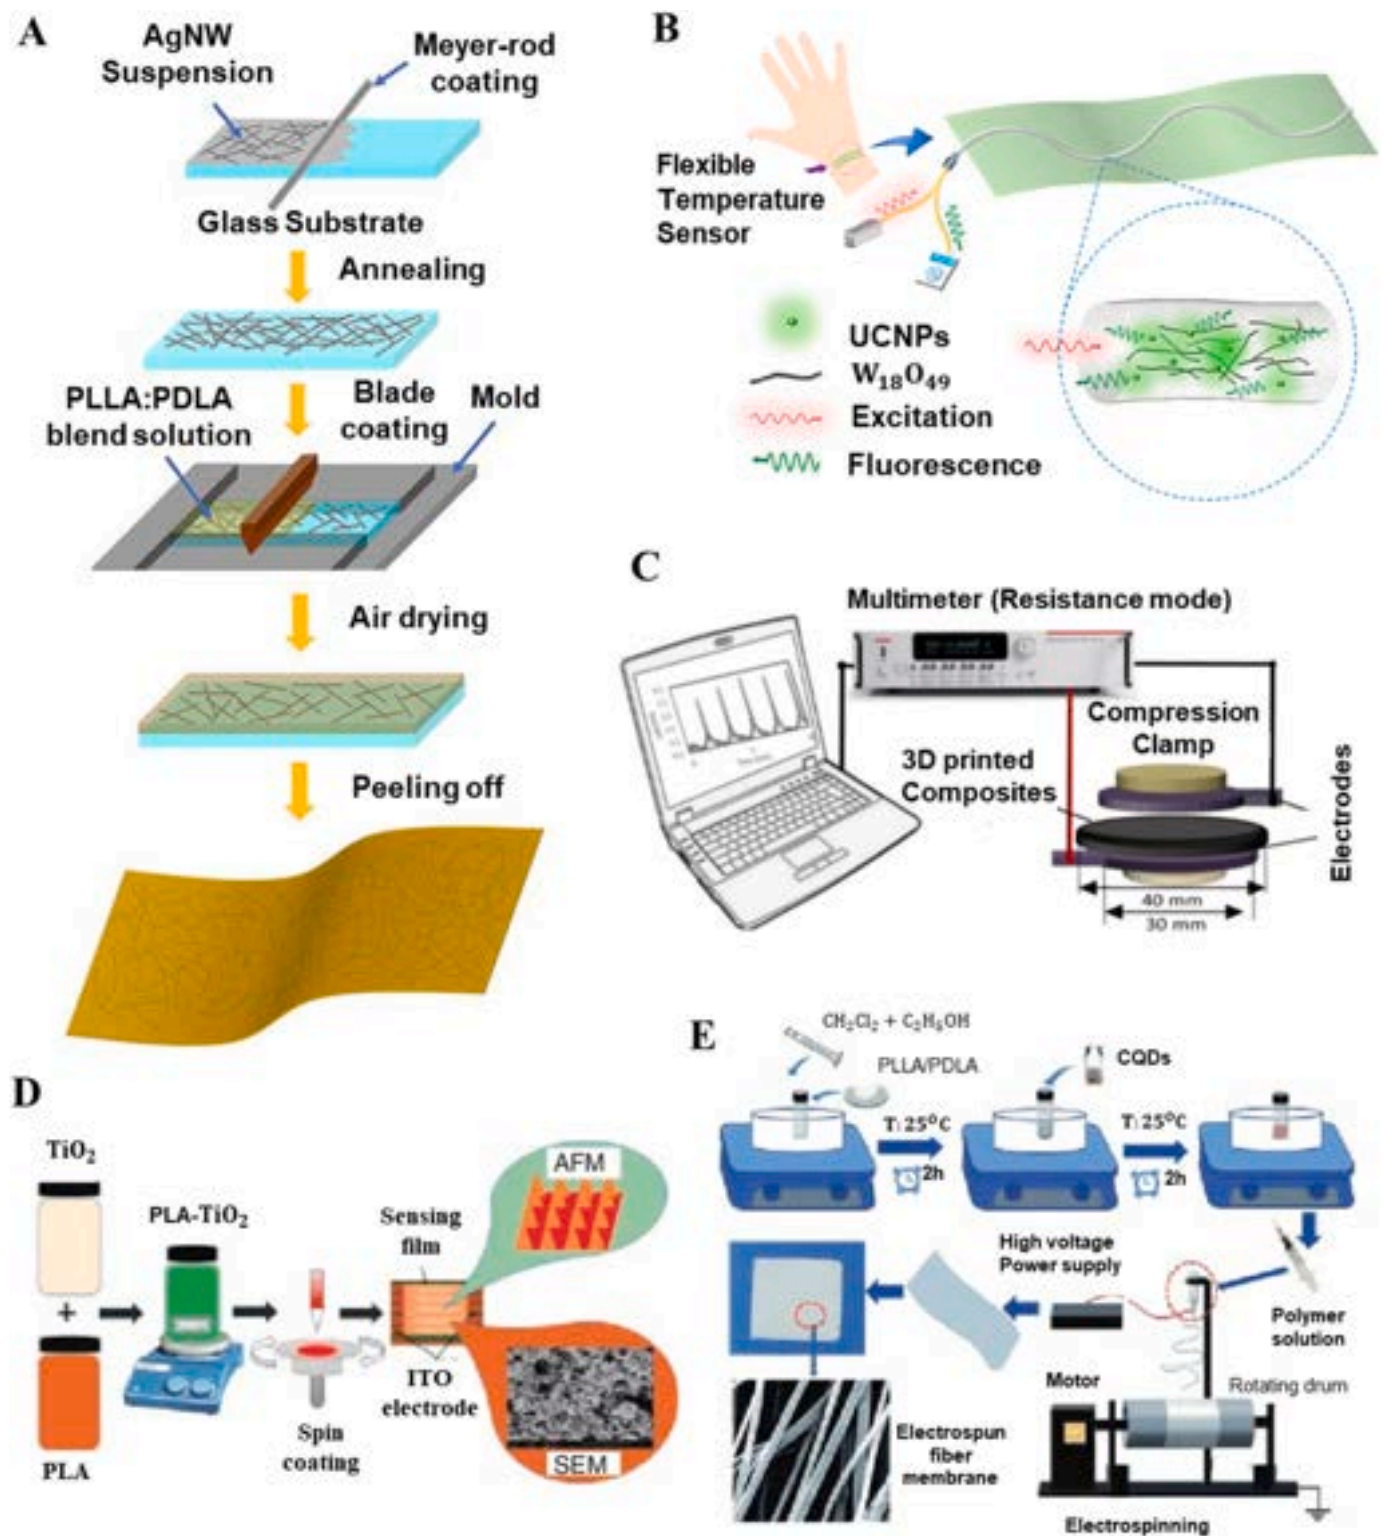 A
AgNW
Suspension
Meyer-rod
coating
Glass Substrate
Annealing
PLLA:PDLA
blend solution
Blade
coating
Mold
Air drying
Peeling off
B
Flexible
Temperature
Sensor
UCNPs
W₁₈O₄₉
Excitation
Fluorescence
C
Multimeter (Resistance mode)
Compression
Clamp
3D printed
Composites
Electrodes
40 mm
30 mm
D
TiO₂
+
PLA
PLA-TiO₂
Spin
coating
Sensing
film
ITO
electrode
AFM
SEM
E
CH₂Cl₂ + C₂H₅OH
PLLA/PDLA
CQDs
T: 25°C
2h
T: 25°C
2h
High voltage
Power supply
Polymer
solution
Motor
Rotating drum
Electrospun
fiber
membrane
Electrospinning